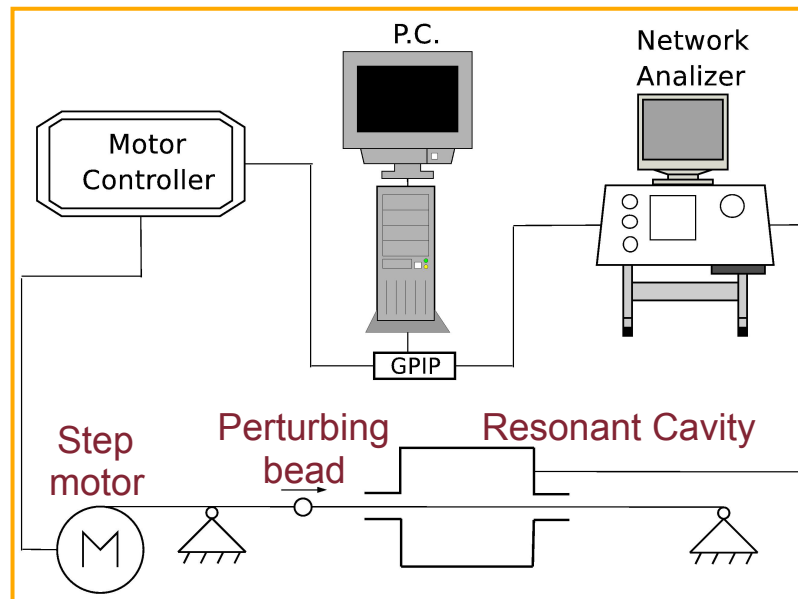 P.C.
Network
Analizer
Motor
Controller
GPIP
Step
motor
Perturbing
bead
Resonant Cavity
M